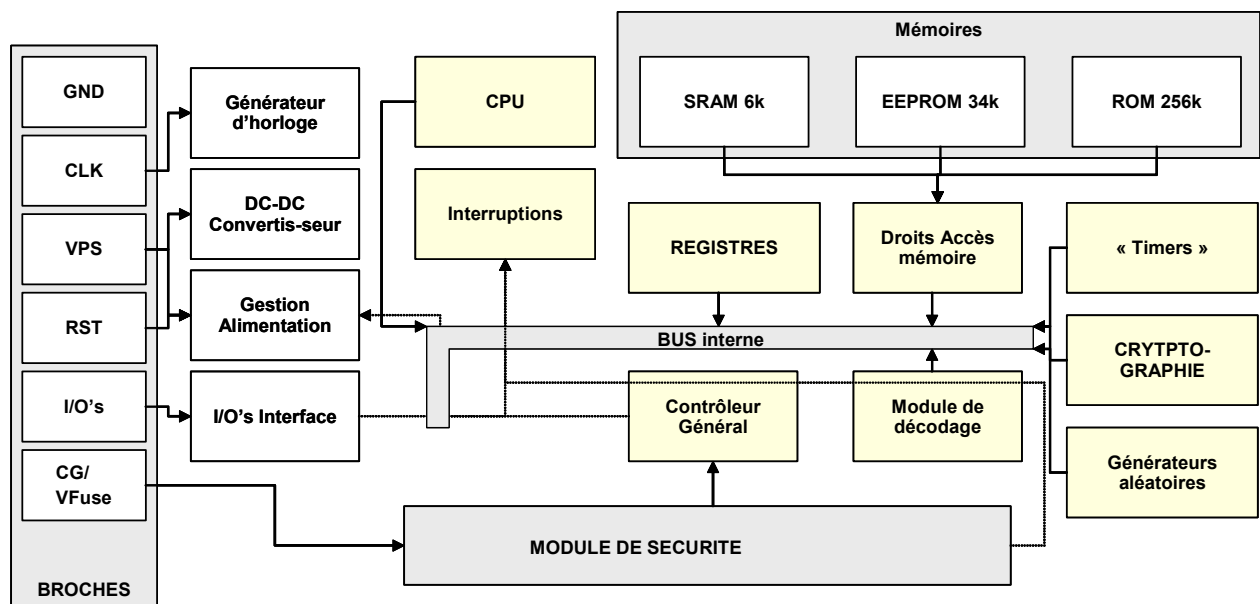 Mémoires
GND
Générateur
d'horloge
CPU
SRAM 6k
EEPROM 34k
ROM 256k
CLK
DC-DC
Convertis-seur
Interruptions
VPS
REGISTRES
Droits Accès
mémoire
« Timers »
RST
Gestion
Alimentation
BUS interne
CRYTPTO-
GRAPHIE
I/O's
I/O's Interface
Contrôleur
Général
Module de
décodage
CG/
VFuse
Générateurs
aléatoires
MODULE DE SECURITE
BROCHES